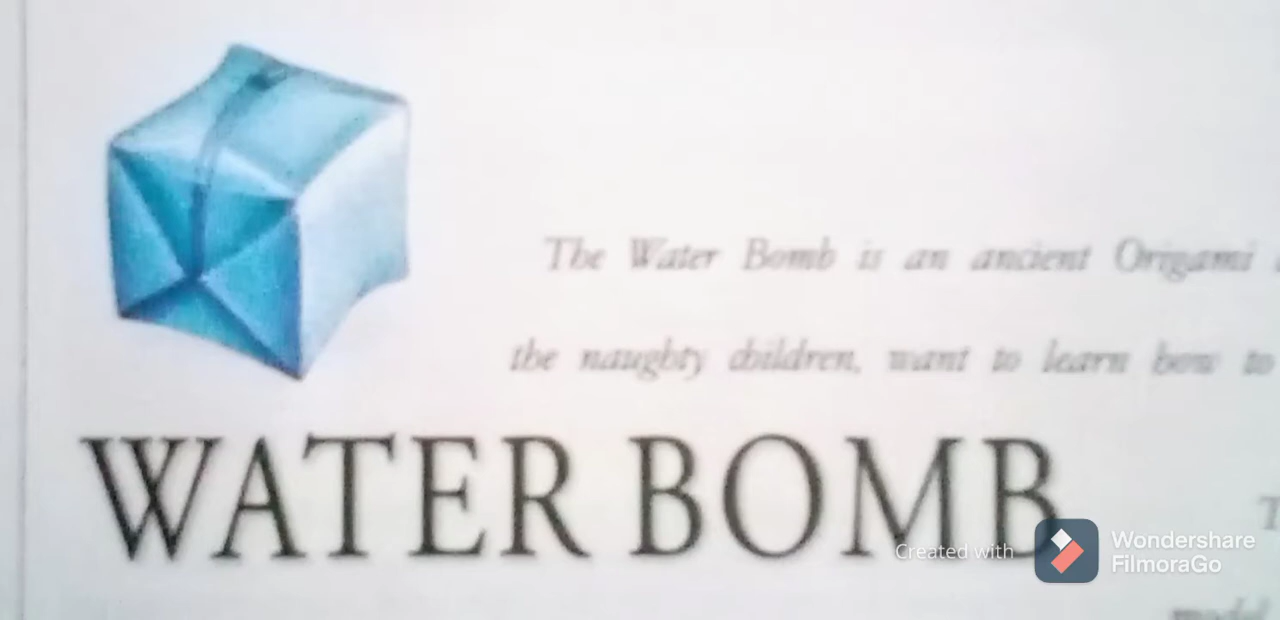 The Water Bomb is an ancient Origami
the naughty children, want to learn how to
WATER BOMB
Created with
Wondershare
FilmoraGo
model